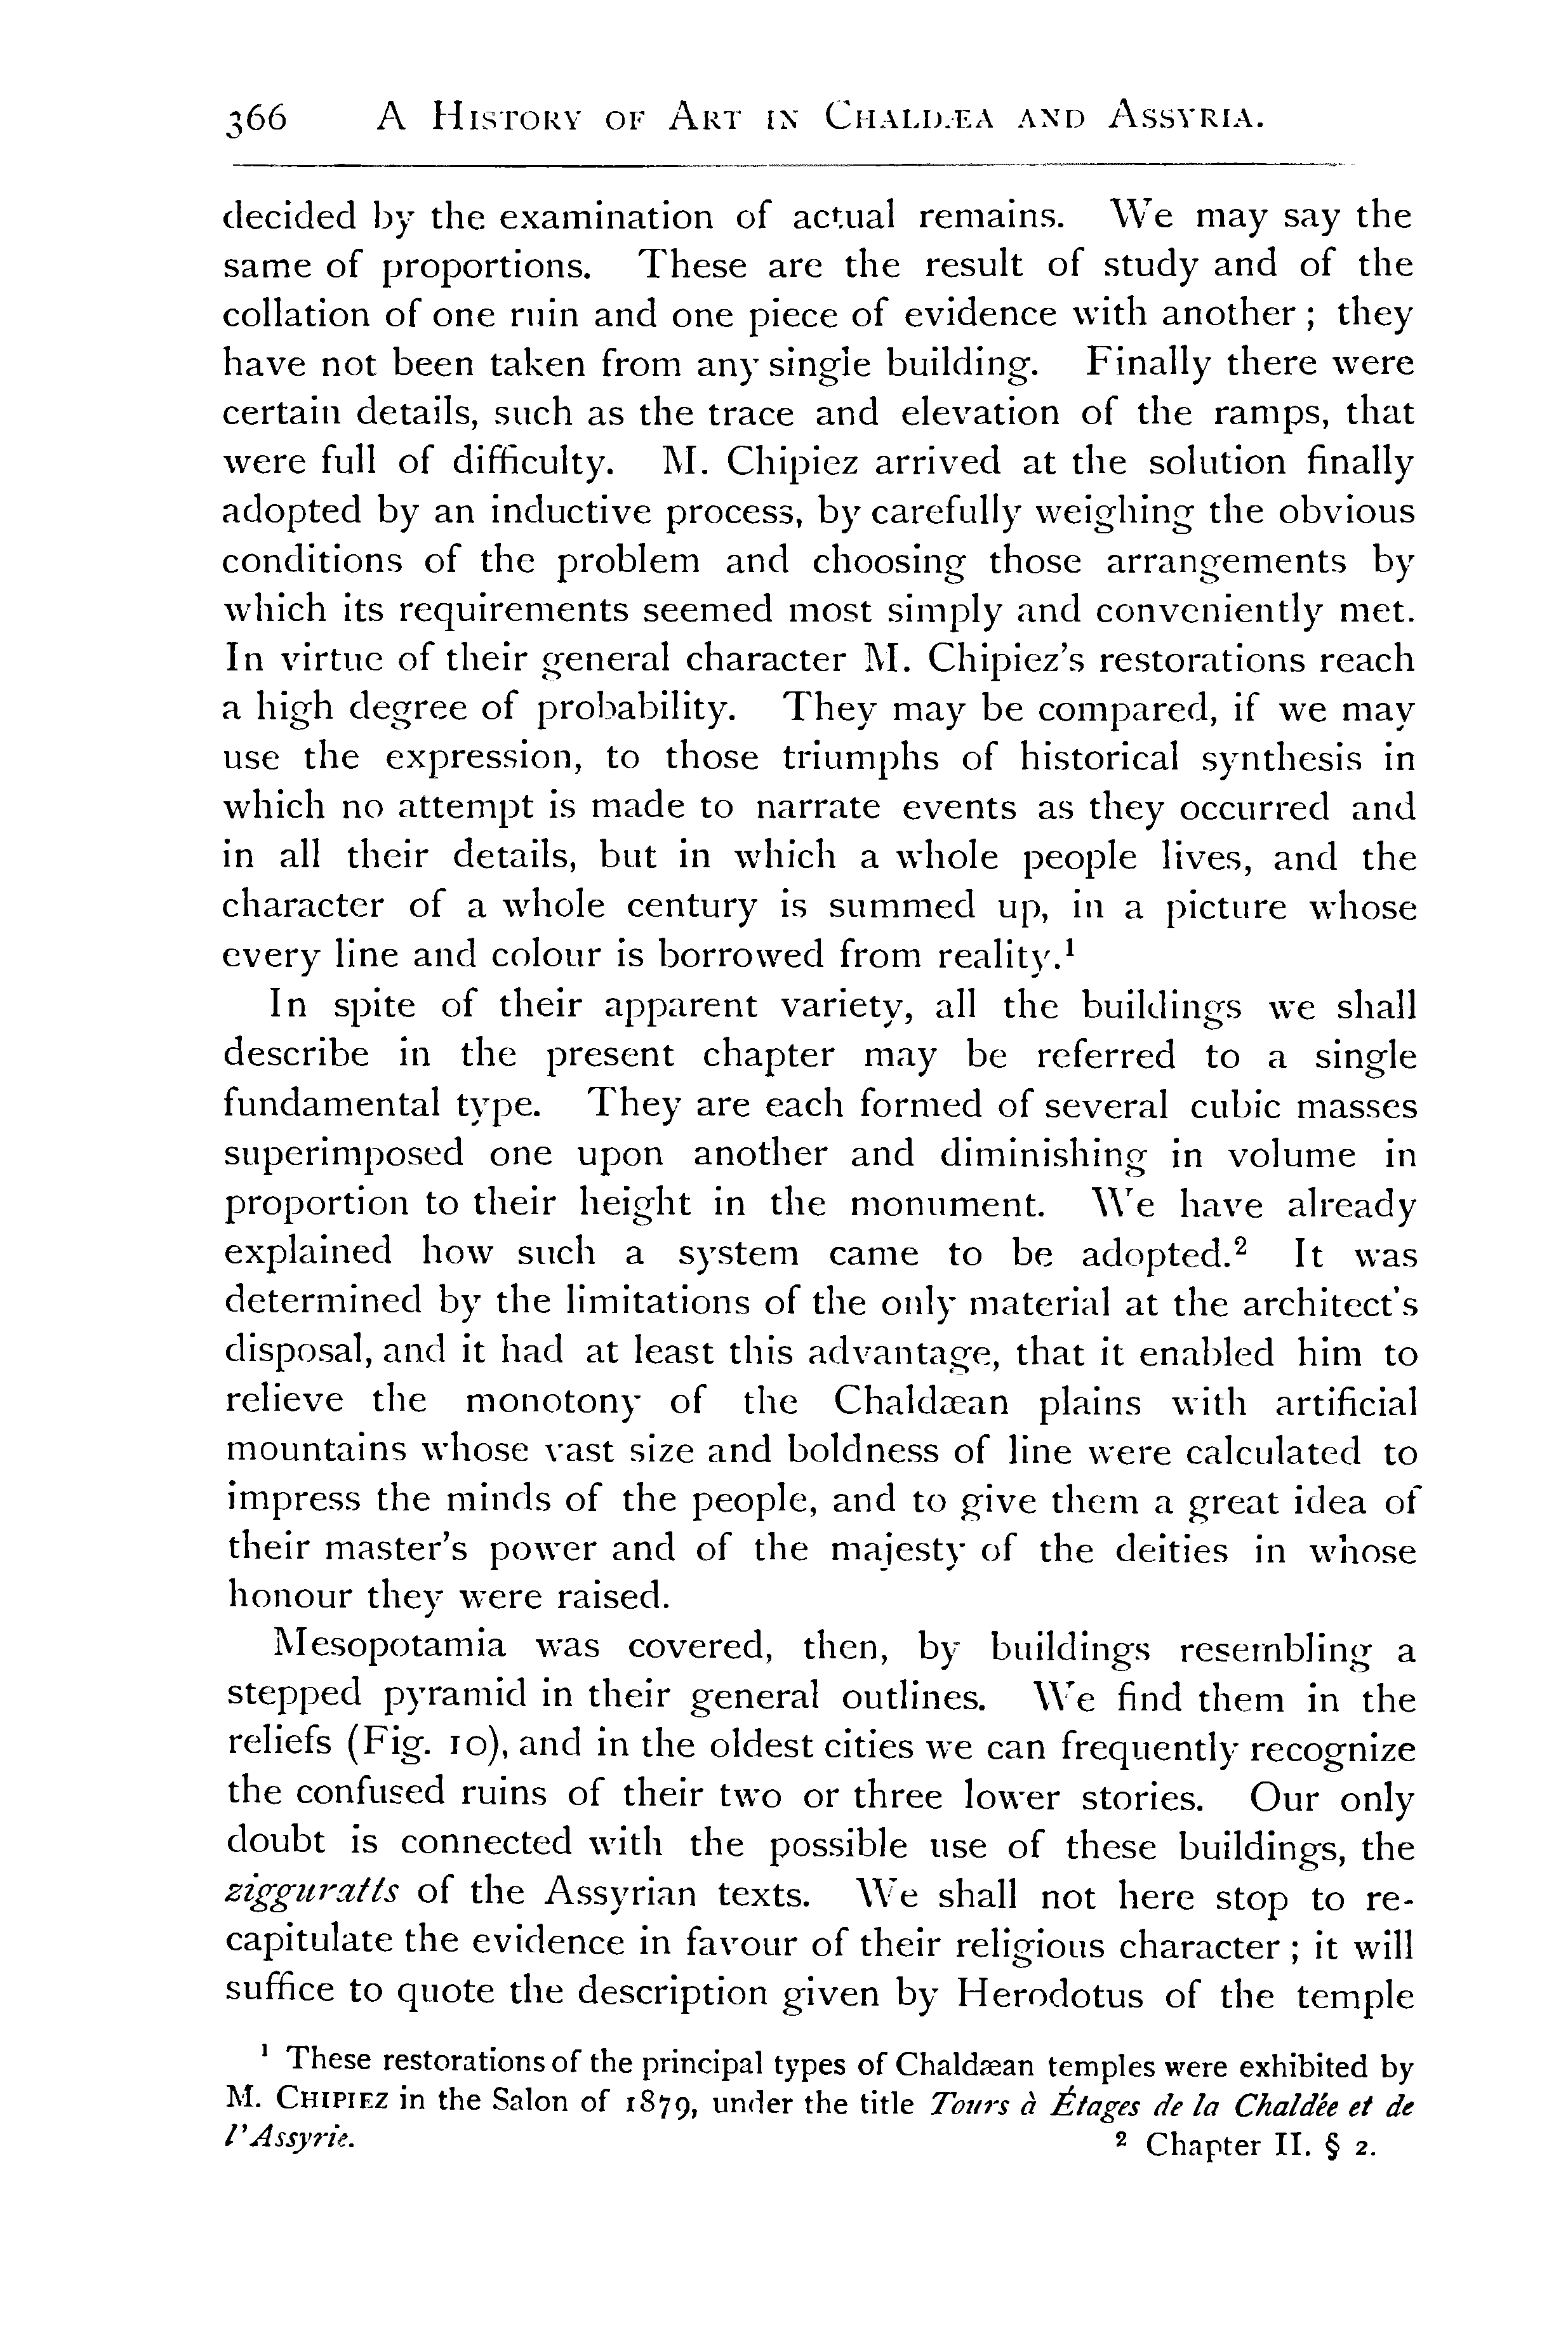 366 A HISTORY OF ART IN CHALDÆA AND ASSYRIA.
decided by the examination of actual remains. We may say the
same of proportions. These are the result of study and of the
collation of one ruin and one piece of evidence with another ; they
have not been taken from any single building. Finally there were
certain details, such as the trace and elevation of the ramps, that
were full of difficulty. M. Chipiez arrived at the solution finally
adopted by an inductive process, by carefully weighing the obvious
conditions of the problem and choosing those arrangements by
which its requirements seemed most simply and conveniently met.
In virtue of their general character M. Chipiez's restorations reach
a high degree of probability. They may be compared, if we may
use the expression, to those triumphs of historical synthesis in
which no attempt is made to narrate events as they occurred and
in all their details, but in which a whole people lives, and the
character of a whole century is summed up, in a picture whose
every line and colour is borrowed from reality.¹
In spite of their apparent variety, all the buildings we shall
describe in the present chapter may be referred to a single
fundamental type. They are each formed of several cubic masses
superimposed one upon another and diminishing in volume in
proportion to their height in the monument. We have already
explained how such a system came to be adopted.² It was
determined by the limitations of the only material at the architect's
disposal, and it had at least this advantage, that it enabled him to
relieve the monotony of the Chaldæan plains with artificial
mountains whose vast size and boldness of line were calculated to
impress the minds of the people, and to give them a great idea of
their master's power and of the majesty of the deities in whose
honour they were raised.
Mesopotamia was covered, then, by buildings resembling a
stepped pyramid in their general outlines. We find them in the
reliefs (Fig. 10), and in the oldest cities we can frequently recognize
the confused ruins of their two or three lower stories. Our only
doubt is connected with the possible use of these buildings, the
zigguratts of the Assyrian texts. We shall not here stop to re-
capitulate the evidence in favour of their religious character ; it will
suffice to quote the description given by Herodotus of the temple
¹ These restorations of the principal types of Chaldæan temples were exhibited by
M. CHIPIEZ in the Salon of 1879, under the title Tours à Étages de la Chaldée et de
l'Assyrie. ² Chapter II. § 2.